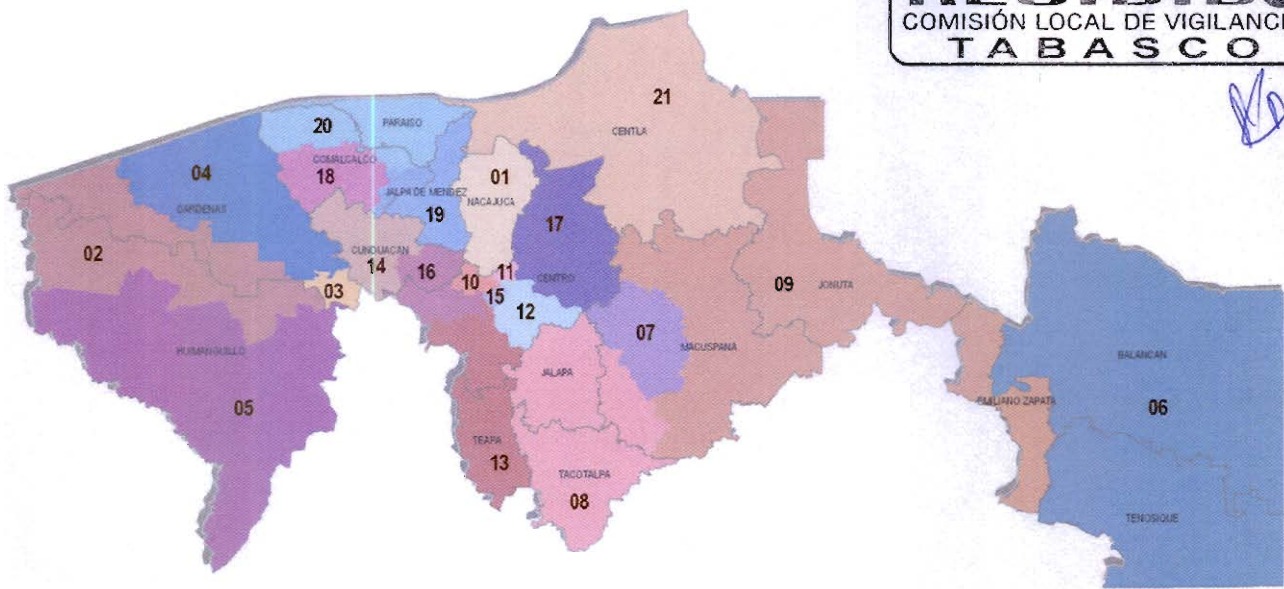 COMISIÓN LOCAL DE VIGILANCI
TABASCO
21
CENTLA
20
PARAISO
COMALCALCO
18
04
CARDENAS
JALPA DE MENDEZ
19
01
NACAJUCA
17
02
CUNDUACAN
14
16
10
11
15
CENTRO
03
12
09
JONUTA
07
MACUSPANA
HUIMANGUILLO
JALAPA
BALANCAN
05
EMILIANO ZAPATA
06
TEAPA
13
TACOTALPA
08
TENOSIQUE